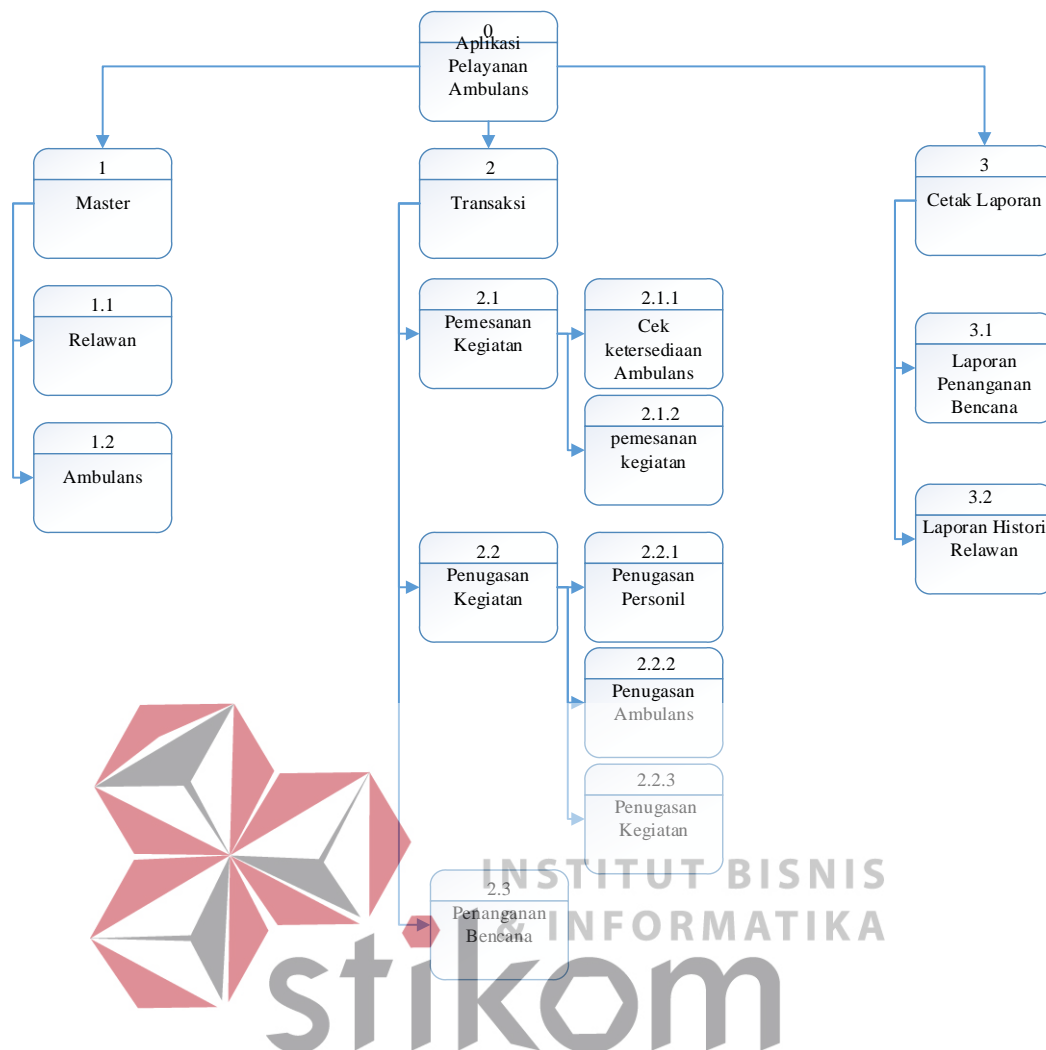 0
Aplikasi
Pelayanan
Ambulans
1
Master
1.1
Relawan
1.2
Ambulans
2
Transaksi
2.1
Pemesanan
Kegiatan
2.1.1
Cek
ketersediaan
Ambulans
2.1.2
pemesanan
kegiatan
2.2
Penugasan
Kegiatan
2.2.1
Penugasan
Personil
2.2.2
Penugasan
Ambulans
2.2.3
Penugasan
Kegiatan
2.3
Penanganan
Bencana
3
Cetak Laporan
3.1
Laporan
Penanganan
Bencana
3.2
Laporan Histori
Relawan
INSTITUT BISNIS
& INFORMATIKA
stikom